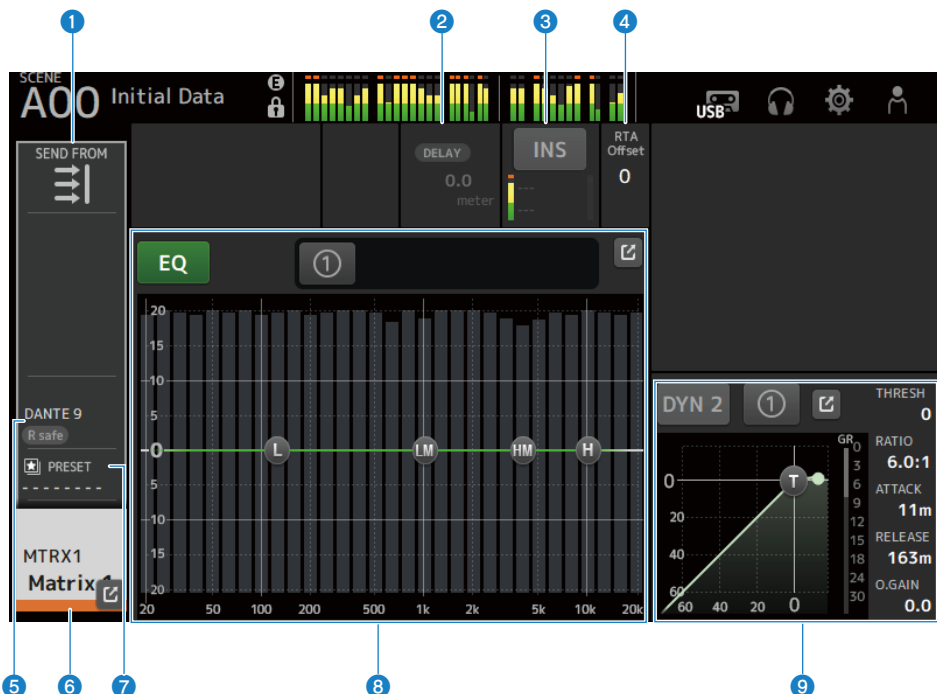 1 2 3 4
SCENE
A00 Initial Data
E
USB
SEND FROM
DELAY
0.0
meter
INS
---
---
RTA
Offset
0
EQ
1
20
15
10
5
0
5
10
15
20
20 50 100 200 500 1k 2k 5k 10k 20k
L LM HM H
DANTE 9
R safe
PRESET
--------
MTRX1
Matrix 1
DYN 2
1
THRESH
0
RATIO
6.0:1
ATTACK
11m
RELEASE
163m
O.GAIN
0.0
GR
0
3
6
9
12
15
18
24
30
T
0
20
40
60
60 40 20 0
5 6 7 8 9